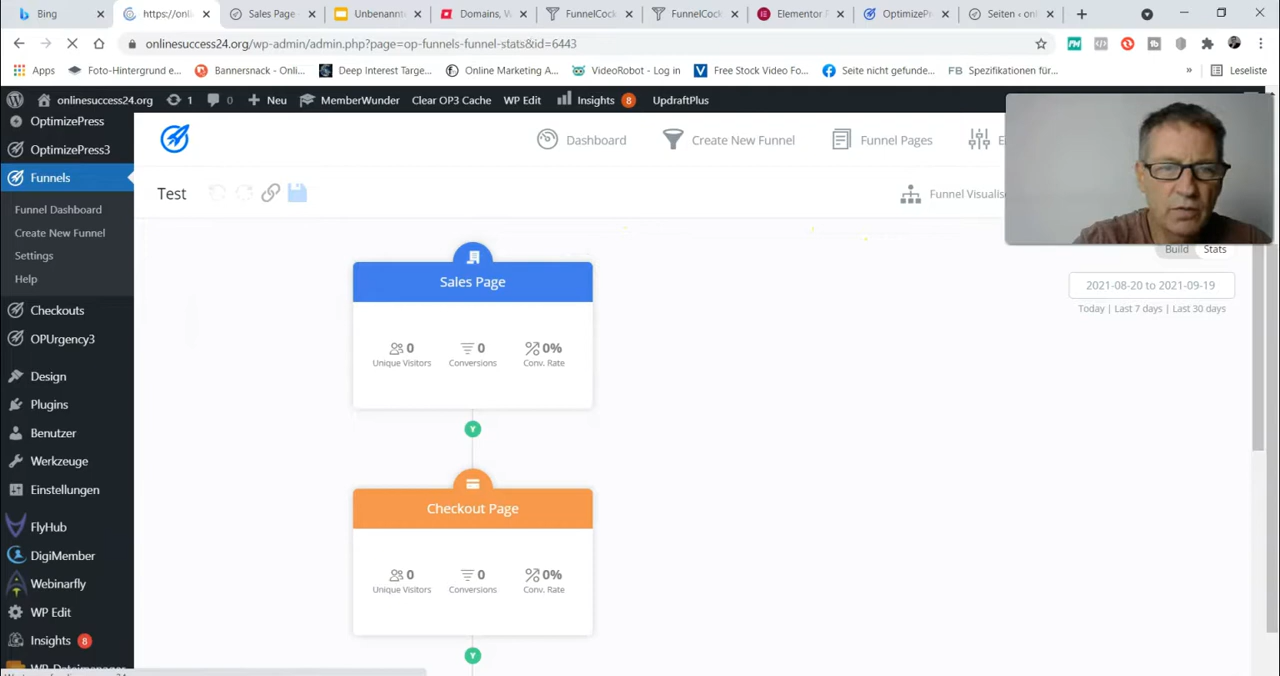 Bing
https://onli
Sales Page
Unbenannt
Domains, W
FunnelCock
FunnelCoc
Elementor
OptimizePr
Seiten ‹ onl
onlinesuccess24.org/wp-admin/admin.php?page=op-funnels-funnel-stats&id=6443
Apps
Foto-Hintergrund e...
Bannersnack - Onli...
Deep Interest Targe...
Online Marketing A...
VideoRobot - Log in
Free Stock Video Fo...
Seite nicht gefunde...
FB Spezifikationen für...
»
Leseliste
onlinesuccess24.org
1
0
+ Neu
MemberWunder
Clear OP3 Cache
WP Edit
Insights 8
UpdraftPlus
OptimizePress
OptimizePress3
Funnels
Funnel Dashboard
Create New Funnel
Settings
Help
Checkouts
OPUrgency3
Design
Plugins
Benutzer
Werkzeuge
Einstellungen
FlyHub
DigiMember
Webinarfly
WP Edit
Insights 8
Dashboard
Create New Funnel
Funnel Pages
Test
Funnel Visualis
Build
Stats
2021-08-20 to 2021-09-19
Today | Last 7 days | Last 30 days
Sales Page
0
0
0%
Unique Visitors
Conversions
Conv. Rate
Y
Checkout Page
0
0
0%
Unique Visitors
Conversions
Conv. Rate
Y